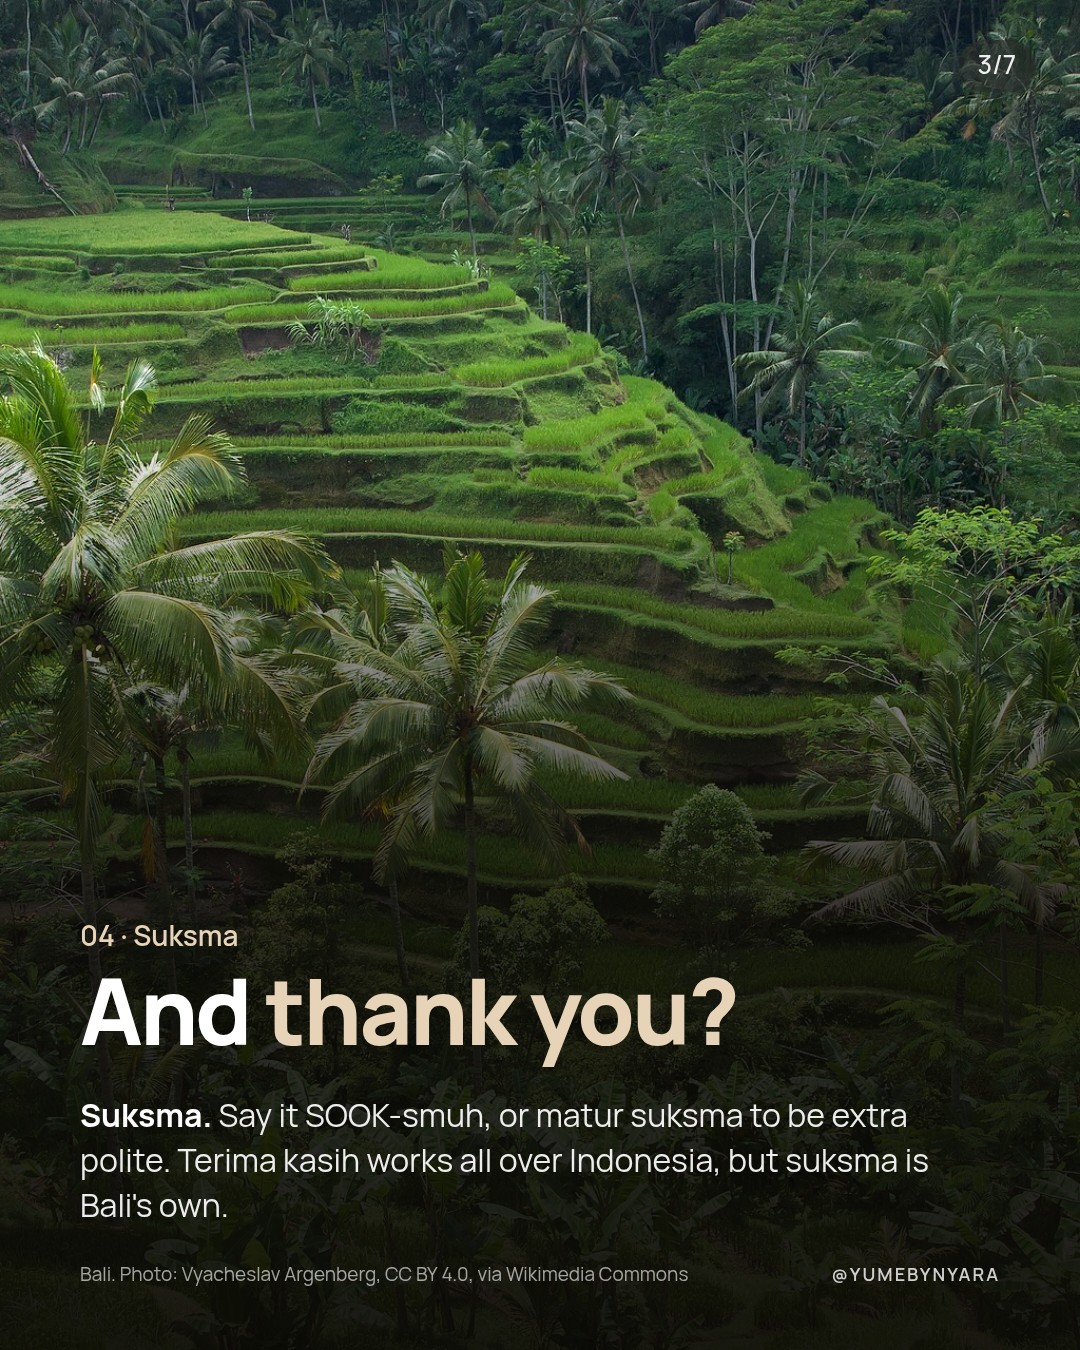 3/7
04 · Suksma
And thank you?
Suksma. Say it SOOK-smuh, or matur suksma to be extra
polite. Terima kasih works all over Indonesia, but suksma is
Bali's own.
Bali. Photo: Vyacheslav Argenberg, CC BY 4.0, via Wikimedia Commons
@YUMEBYNYARA